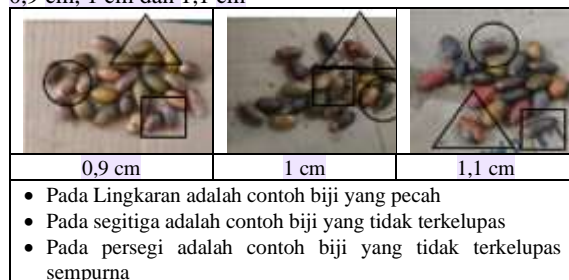 0,9 cm, 1 cm dan 1,1 cm
0,9 cm
1 cm
1,1 cm
• Pada Lingkaran adalah contoh biji yang pecah
• Pada segitiga adalah contoh biji yang tidak terkelupas
• Pada persegi adalah contoh biji yang tidak terkelupas
sempurna